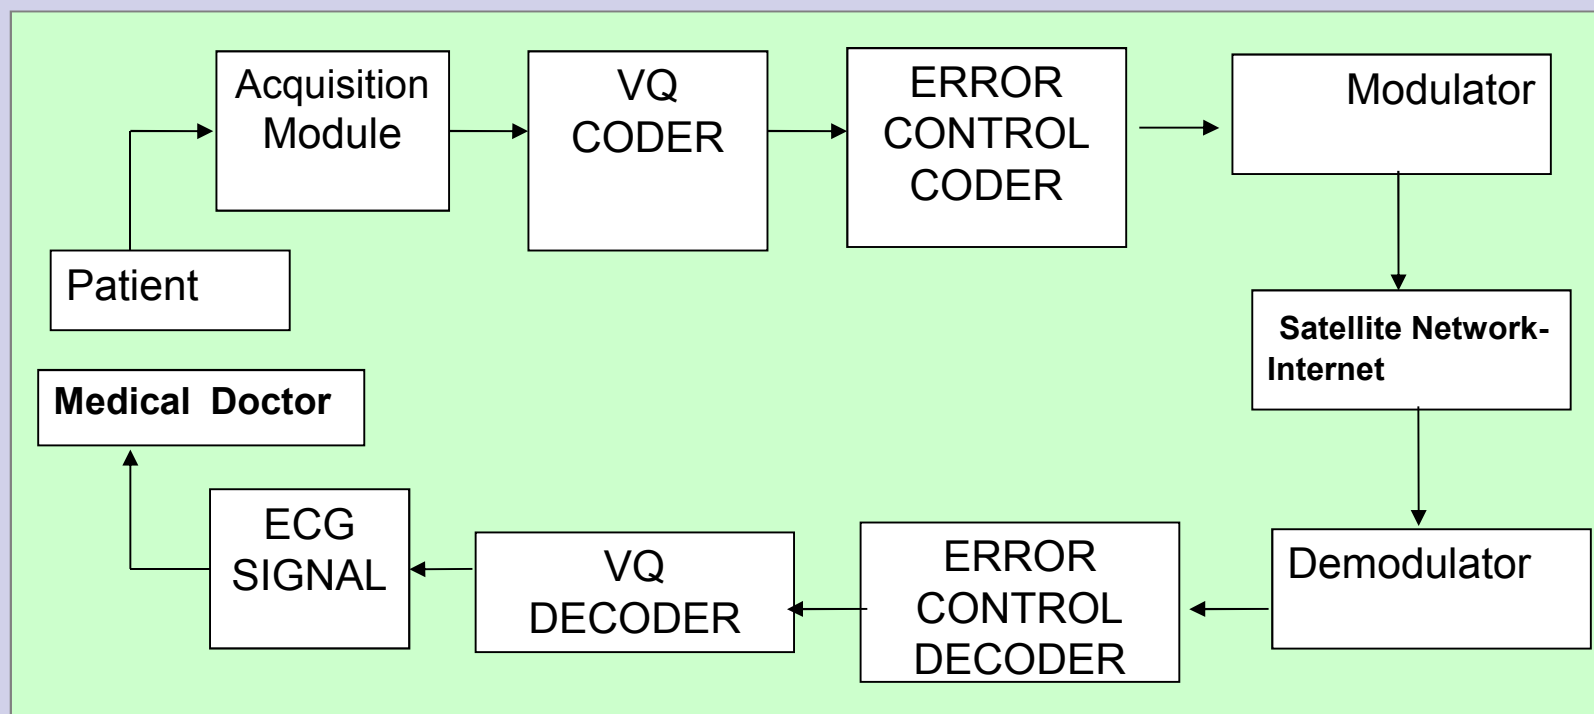 Acquisition
Module
VQ
CODER
ERROR
CONTROL
CODER
Modulator
Patient
Satellite Network-
Internet
Medical  Doctor
ECG
SIGNAL
VQ
DECODER
ERROR
CONTROL
DECODER
Demodulator